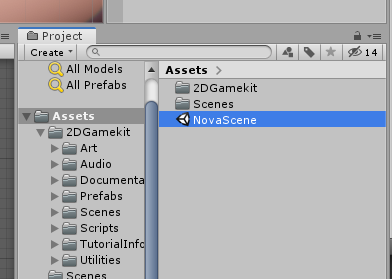 Project
Create
14
All Models
All Prefabs
Assets
2DGamekit
Art
Audio
Documenta
Prefabs
Scenes
Scripts
TutorialInfo
Utilities
Scenes
Assets
2DGamekit
Scenes
NovaScene